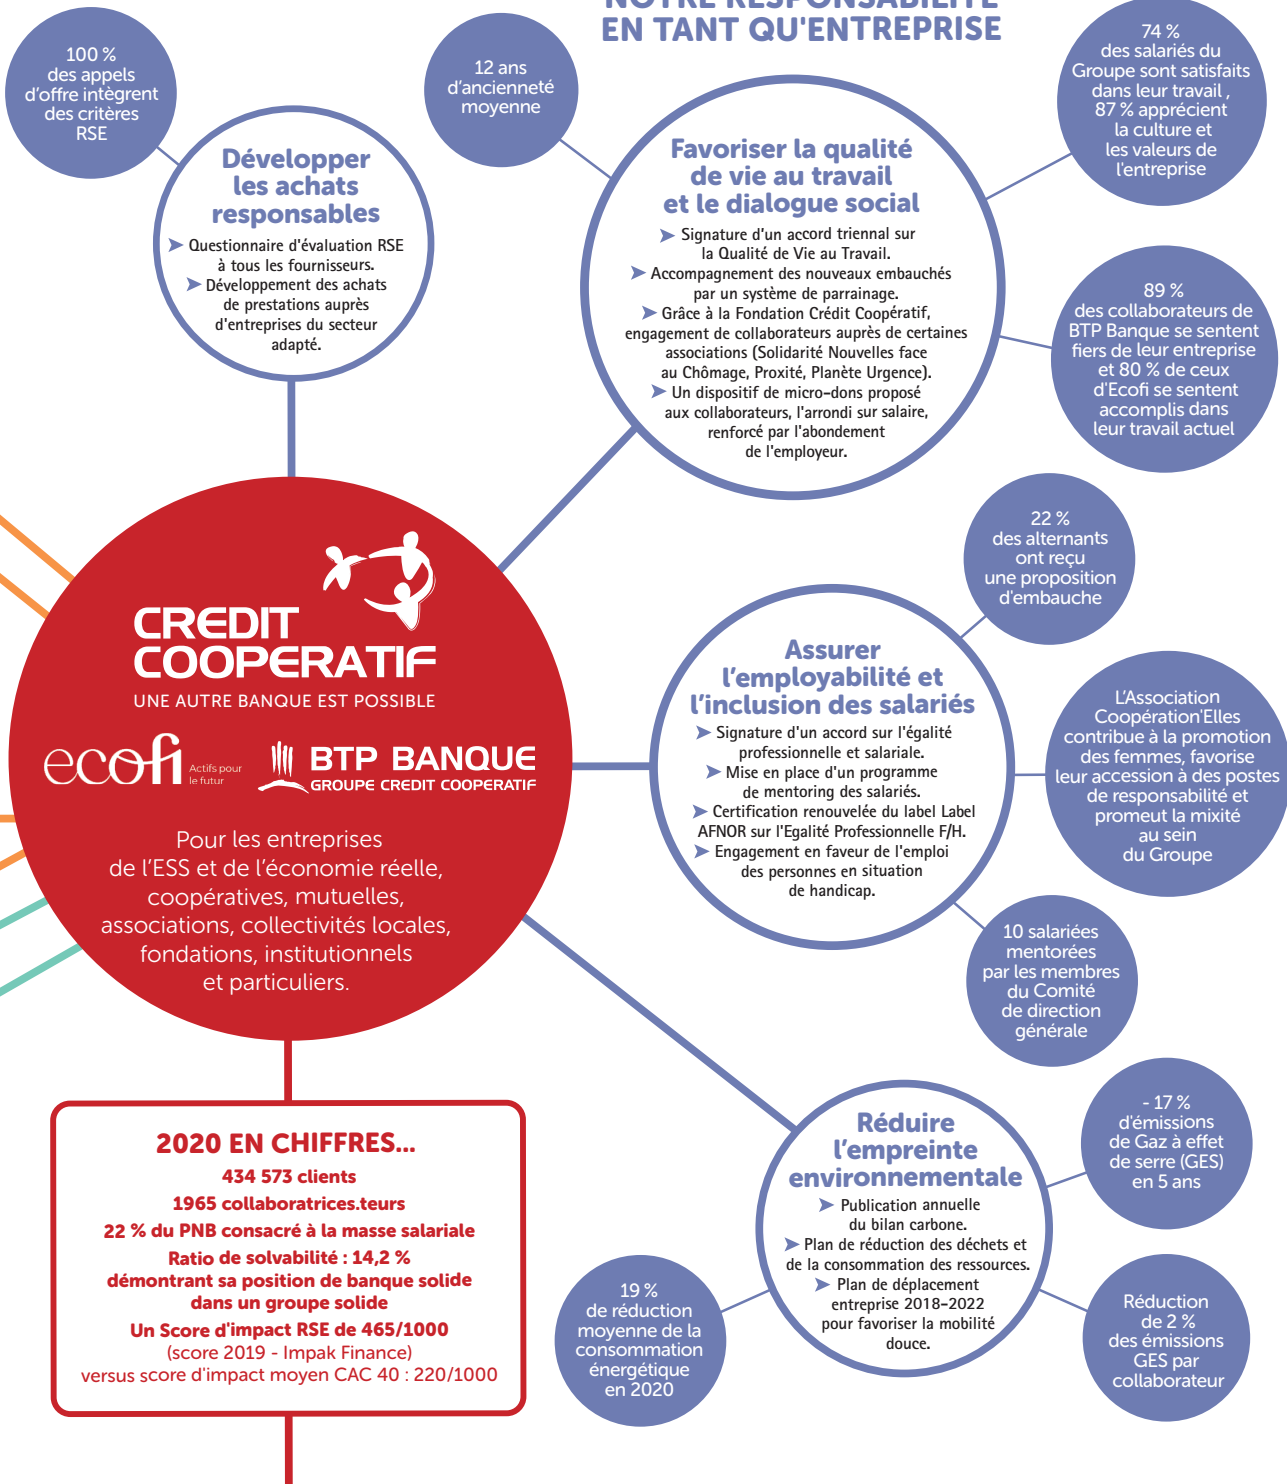 NOTRE RESPONSABILITÉ
EN TANT QU'ENTREPRISE
100 %
des appels
d'offre intègrent
des critères
RSE
Développer
les achats
responsables
➤ Questionnaire d'évaluation RSE
à tous les fournisseurs.
➤ Développement des achats
de prestations auprès
d'entreprises du secteur
adapté.
12 ans
d'ancienneté
moyenne
Favoriser la qualité
de vie au travail
et le dialogue social
➤ Signature d'un accord triennal sur
la Qualité de Vie au Travail.
➤ Accompagnement des nouveaux embauchés
par un système de parrainage.
➤ Grâce à la Fondation Crédit Coopératif,
engagement de collaborateurs auprès de certaines
associations (Solidarité Nouvelles face
au Chômage, Proxité, Planète Urgence).
➤ Un dispositif de micro-dons proposé
aux collaborateurs, l'arrondi sur salaire,
renforcé par l'abondement
de l'employeur.
74 %
des salariés du
Groupe sont satisfaits
dans leur travail ,
87 % apprécient
la culture et
les valeurs de
l'entreprise
89 %
des collaborateurs de
BTP Banque se sentent
fiers de leur entreprise
et 80 % de ceux
d'Ecofi se sentent
accomplis dans
leur travail actuel
CREDIT
COOPERATIF
UNE AUTRE BANQUE EST POSSIBLE
ecofi Actifs pour
le futur
BTP BANQUE
GROUPE CREDIT COOPERATIF
Pour les entreprises
de l'ESS et de l'économie réelle,
coopératives, mutuelles,
associations, collectivités locales,
fondations, institutionnels
et particuliers.
22 %
des alternants
ont reçu
une proposition
d'embauche
Assurer
l'employabilité et
l'inclusion des salariés
➤ Signature d'un accord sur l'égalité
professionnelle et salariale.
➤ Mise en place d'un programme
de mentoring des salariés.
➤ Certification renouvelée du label Label
AFNOR sur l'Egalité Professionnelle F/H.
➤ Engagement en faveur de l'emploi
des personnes en situation
de handicap.
L'Association
Coopération'Elles
contribue à la promotion
des femmes, favorise
leur accession à des postes
de responsabilité et
promeut la mixité
au sein
du Groupe
10 salariées
mentorées
par les membres
du Comité
de direction
générale
2020 EN CHIFFRES...
434 573 clients
1965 collaboratrices.teurs
22 % du PNB consacré à la masse salariale
Ratio de solvabilité : 14,2 %
démontrant sa position de banque solide
dans un groupe solide
Un Score d'impact RSE de 465/1000
(score 2019 - Impak Finance)
versus score d'impact moyen CAC 40 : 220/1000
Réduire
l'empreinte
environnementale
➤ Publication annuelle
du bilan carbone.
➤ Plan de réduction des déchets et
de la consommation des ressources.
➤ Plan de déplacement
entreprise 2018-2022
pour favoriser la mobilité
douce.
- 17 %
d'émissions
de Gaz à effet
de serre (GES)
en 5 ans
19 %
de réduction
moyenne de la
consommation
énergétique
en 2020
Réduction
de 2 %
des émissions
GES par
collaborateur